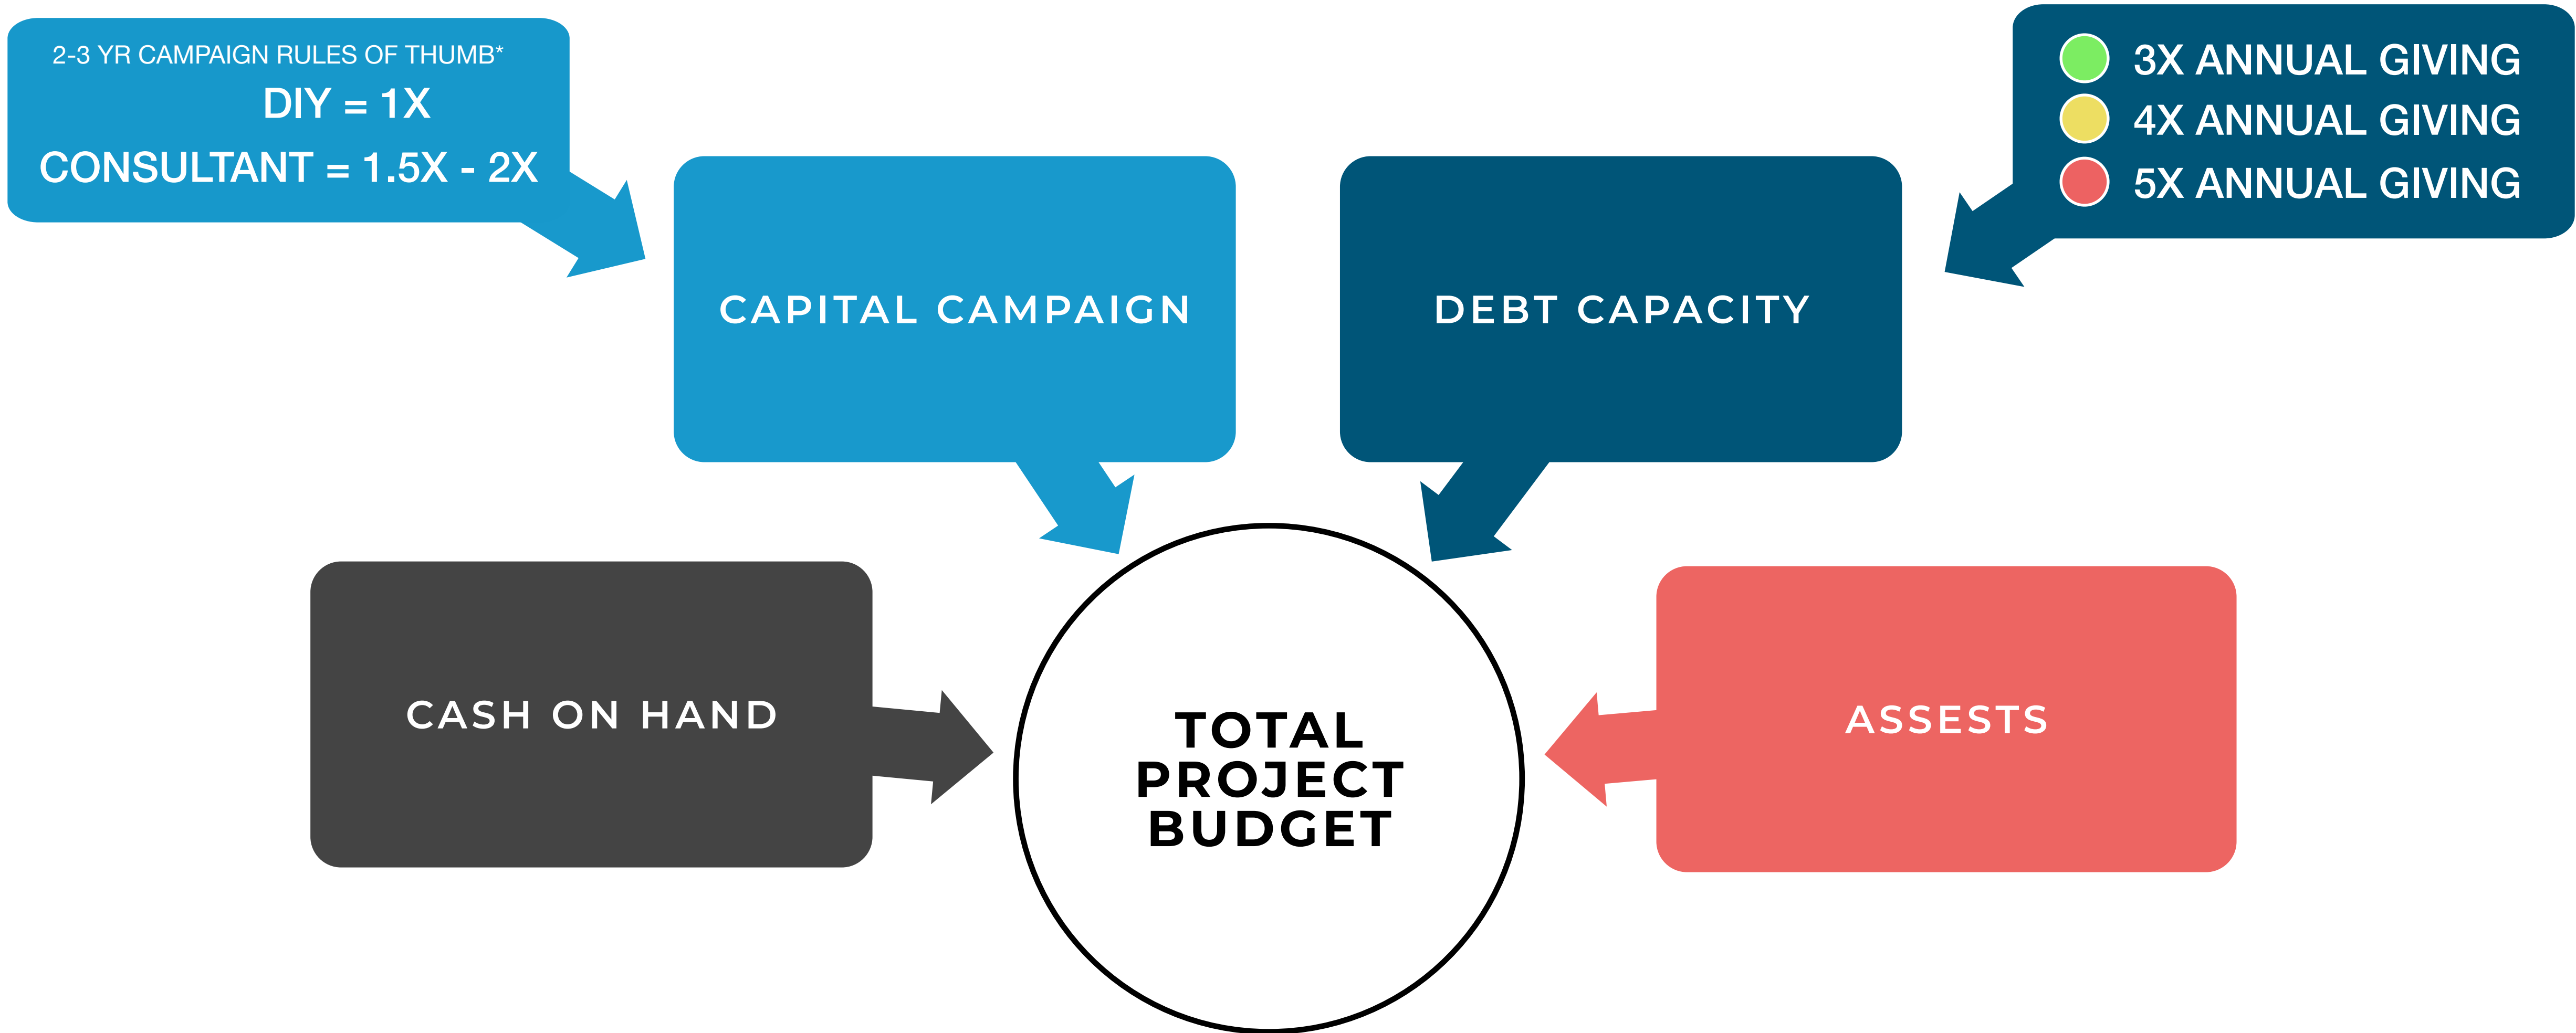 2-3 YR CAMPAIGN RULES OF THUMB*
DIY = 1X
CONSULTANT = 1.5X - 2X
3X ANNUAL GIVING
4X ANNUAL GIVING
5X ANNUAL GIVING
CAPITAL CAMPAIGN
DEBT CAPACITY
CASH ON HAND
TOTAL
PROJECT
BUDGET
ASSESTS